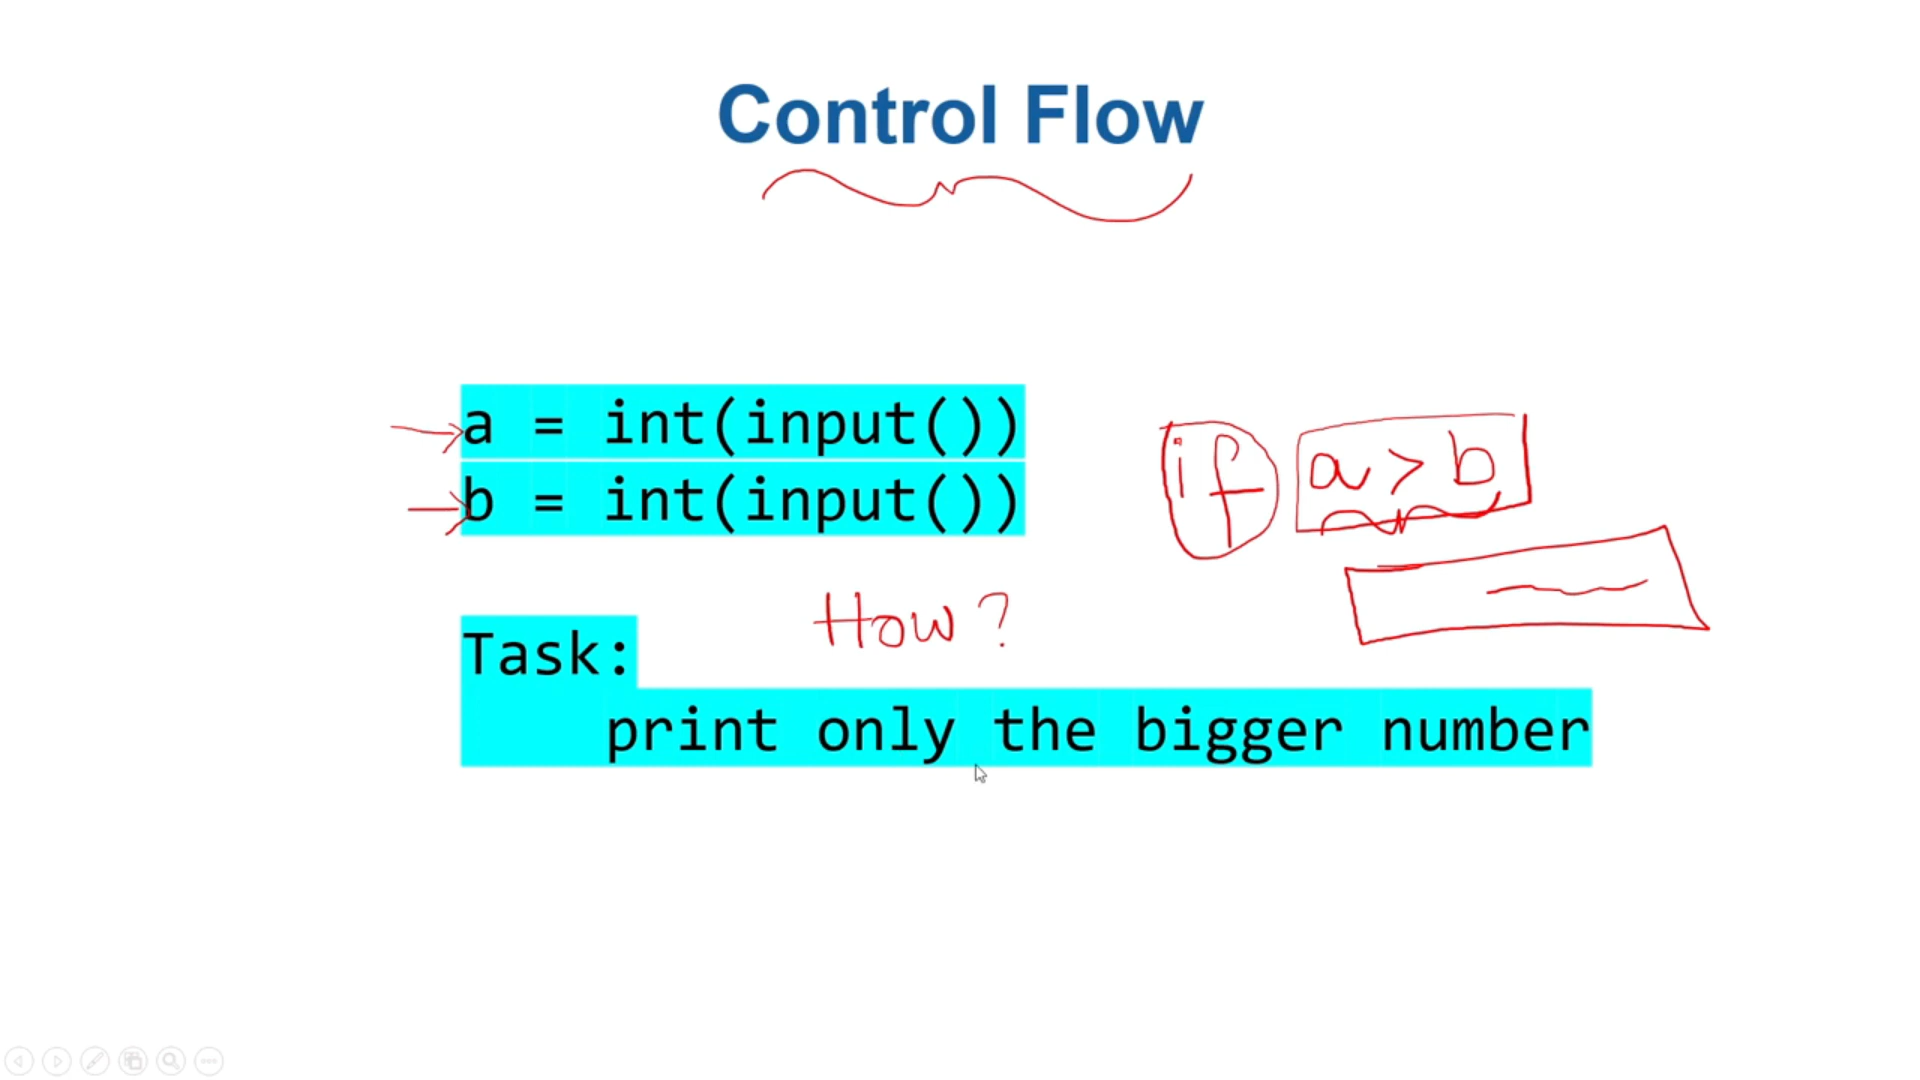 Control Flow
a = int(input())
b = int(input())
if a > b
How?
Task:
print only the bigger number